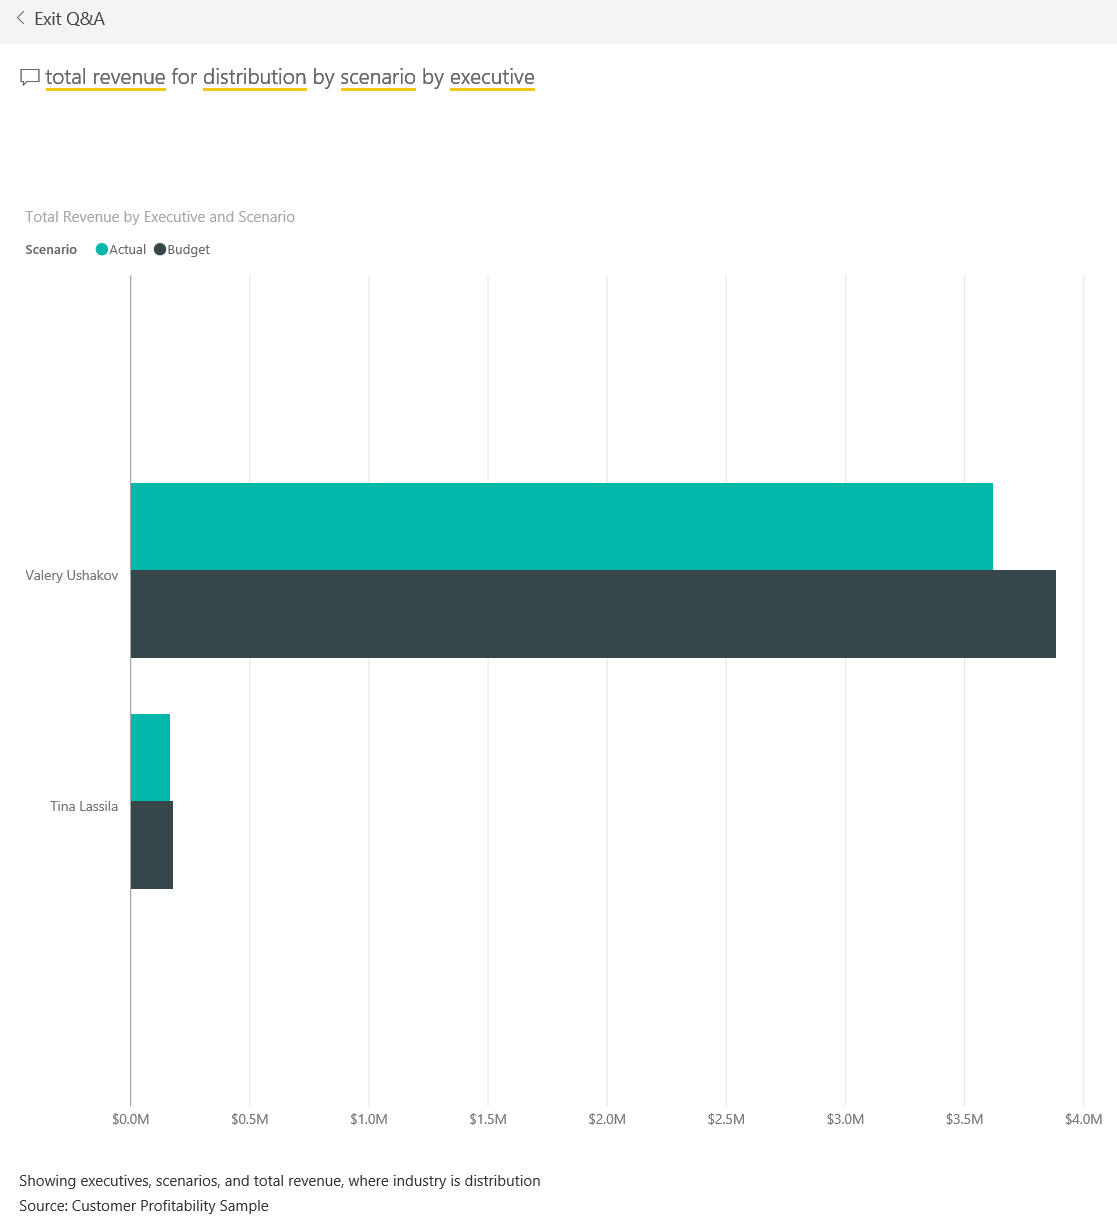 Exit Q&A
total revenue for distribution by scenario by executive
Total Revenue by Executive and Scenario
Scenario Actual Budget
Valery Ushakov
Tina Lassila
$0.0M $0.5M $1.0M $1.5M $2.0M $2.5M $3.0M $3.5M $4.0M
Showing executives, scenarios, and total revenue, where industry is distribution
Source: Customer Profitability Sample